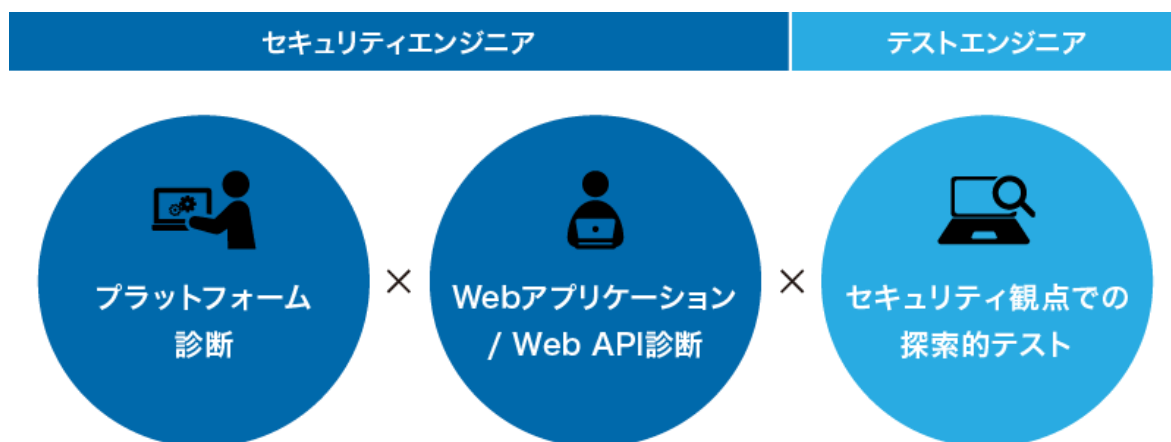 セキュリティエンジニア
テストエンジニア
プラットフォーム
診断
×
Webアプリケーション
/ Web API診断
×
セキュリティ観点での
探索的テスト